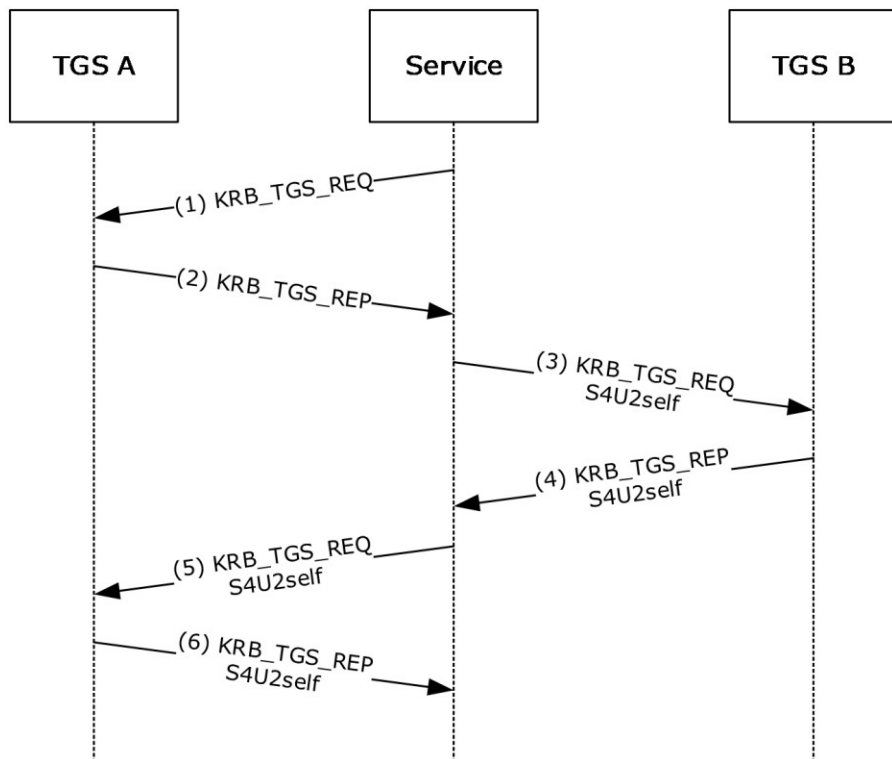 TGS A
Service
TGS B
(1) KRB_TGS_REQ
(2) KRB_TGS_REP
(3) KRB_TGS_REQ
S4U2self
(4) KRB_TGS_REP
S4U2self
(5) KRB_TGS_REQ
S4U2self
(6) KRB_TGS_REP
S4U2self